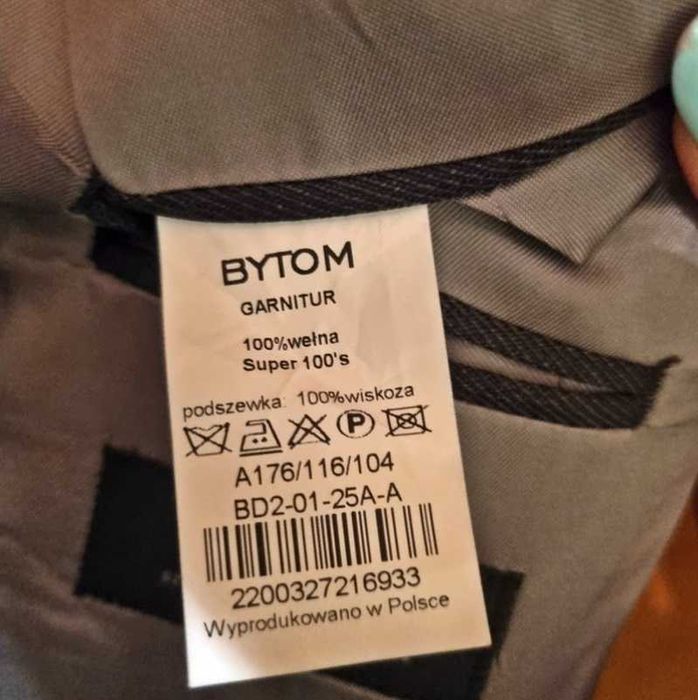 BYTOM
GARNITUR
100%wełna
Super 100's
podszewka: 100%wiskoza
P
A176/116/104
BD2-01-25A-A
2200327216933
Wyprodukowano w Polsce